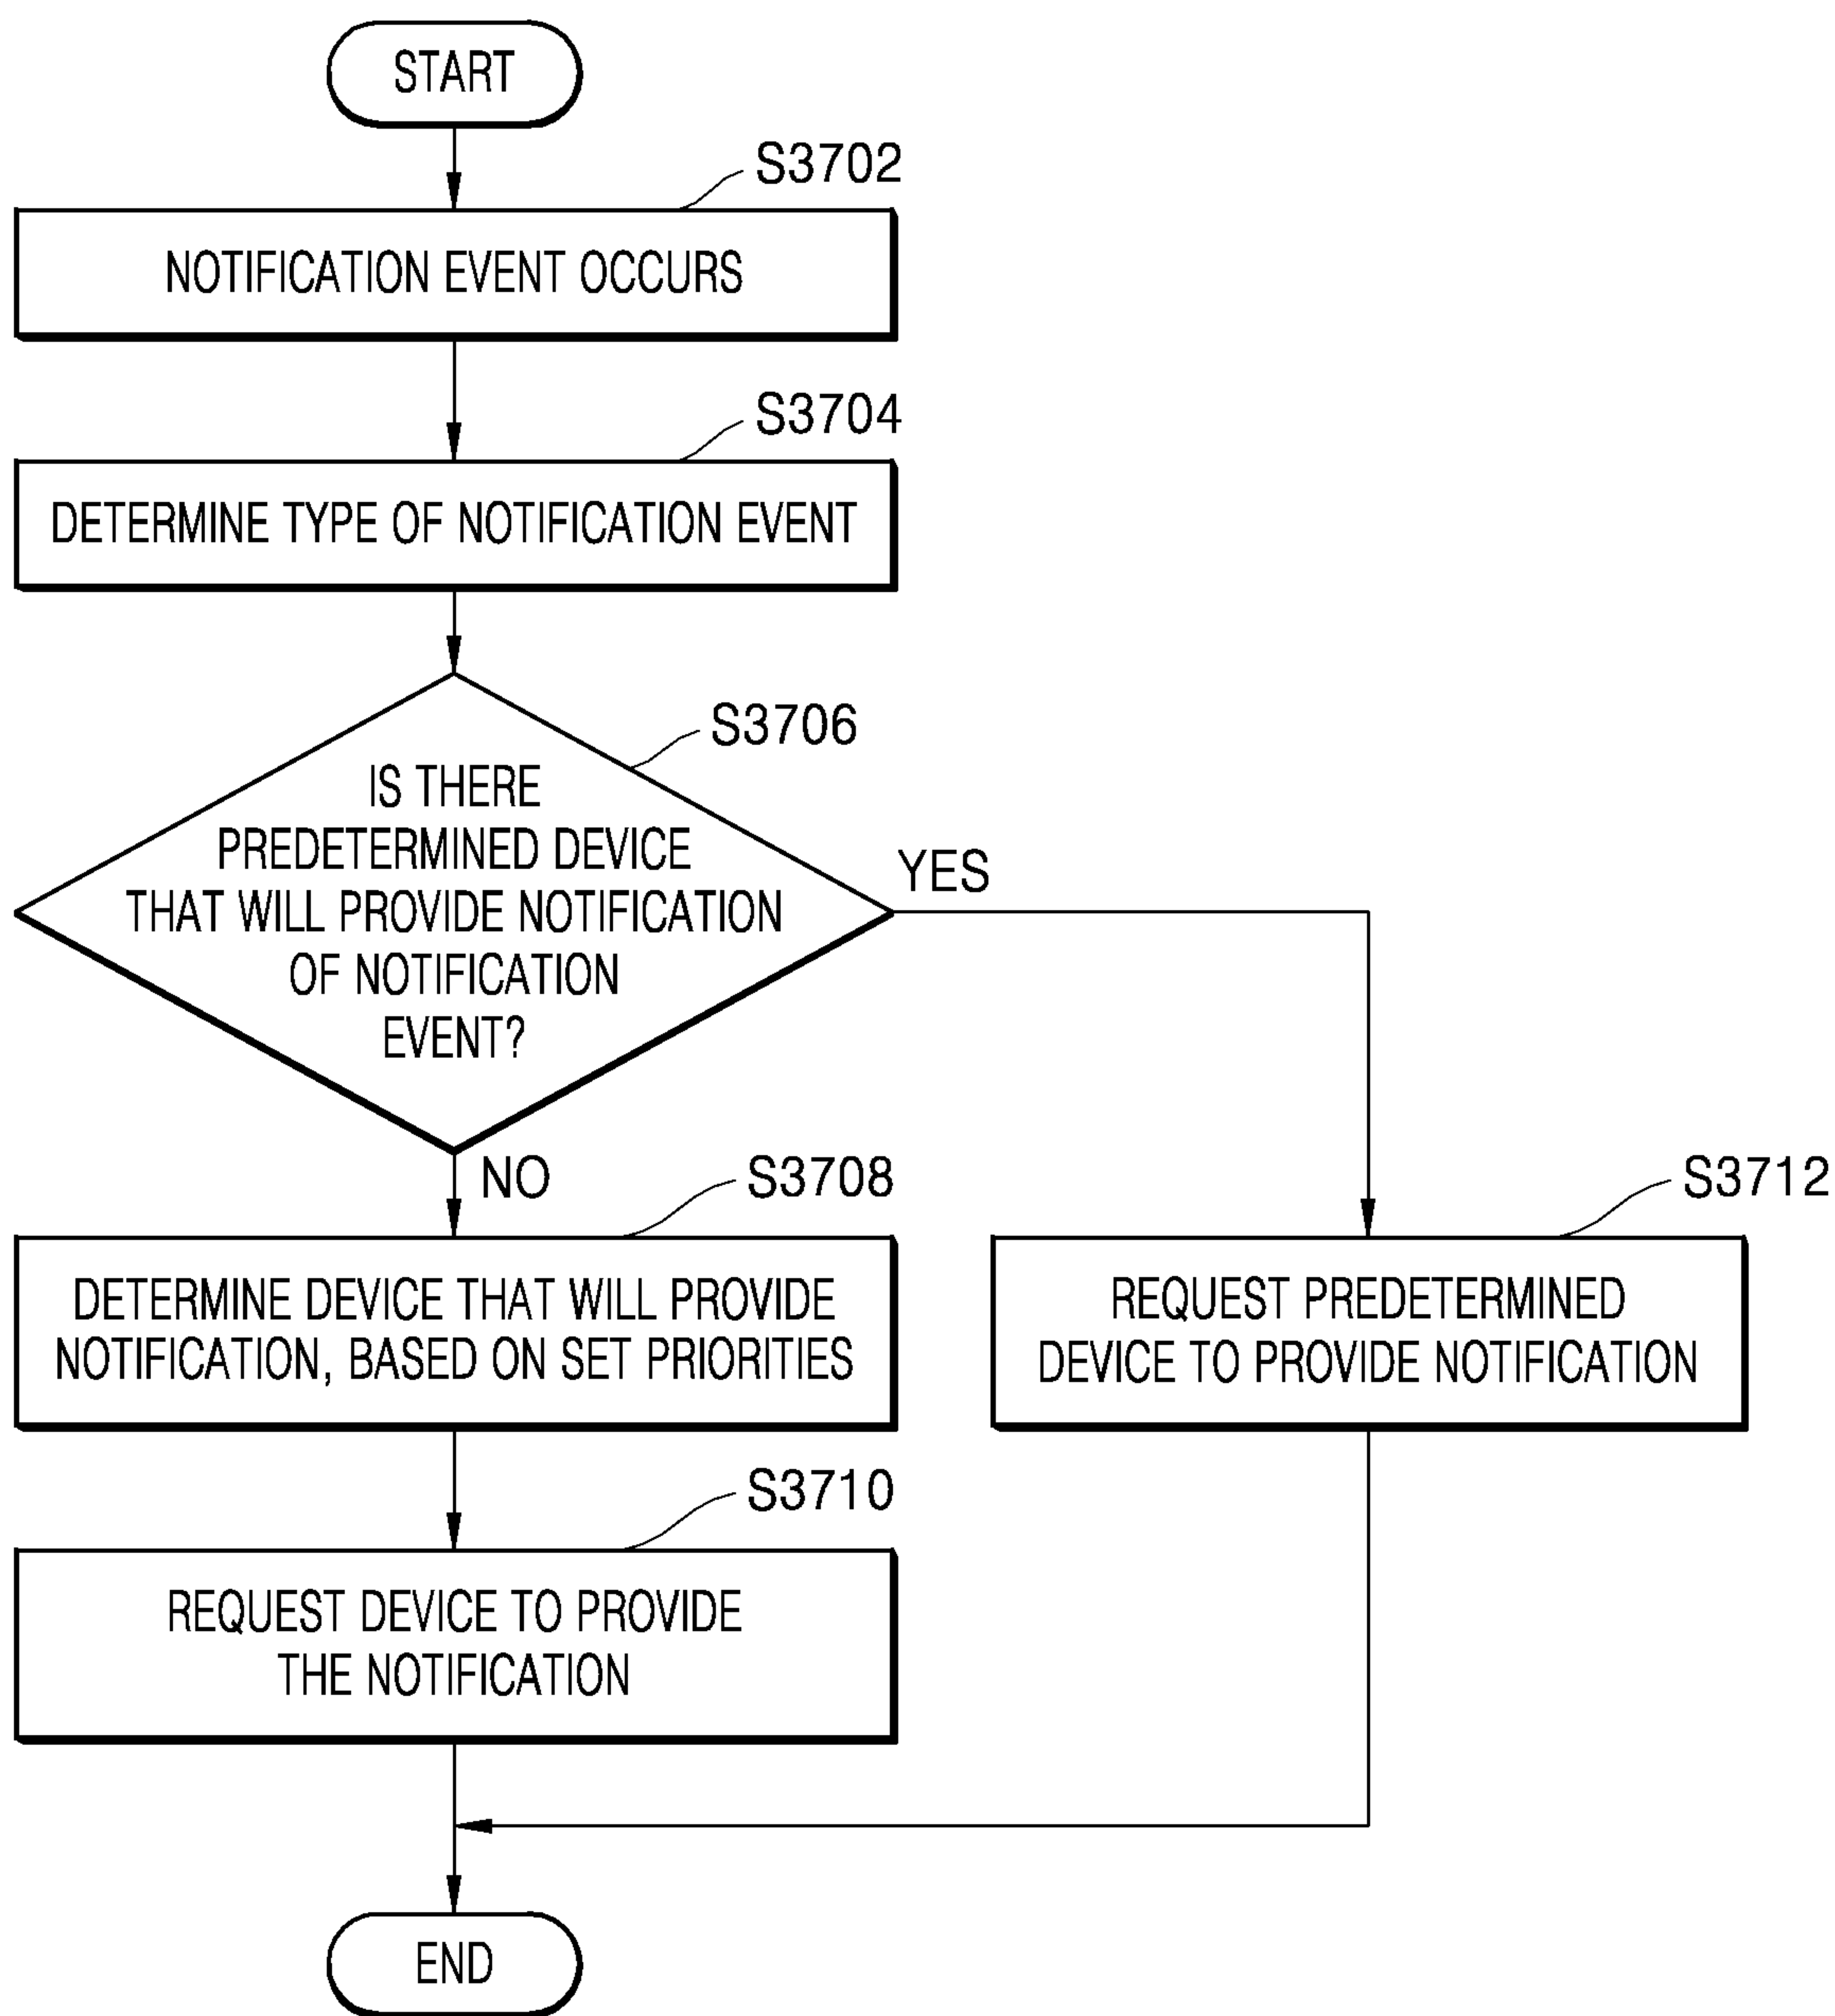 START
S3702
NOTIFICATION EVENT OCCURS
S3704
DETERMINE TYPE OF NOTIFICATION EVENT
S3706
IS THERE
PREDETERMINED DEVICE
THAT WILL PROVIDE NOTIFICATION
OF NOTIFICATION
EVENT?
YES
NO
S3708
DETERMINE DEVICE THAT WILL PROVIDE
NOTIFICATION, BASED ON SET PRIORITIES
S3712
REQUEST PREDETERMINED
DEVICE TO PROVIDE NOTIFICATION
S3710
REQUEST DEVICE TO PROVIDE
THE NOTIFICATION
END